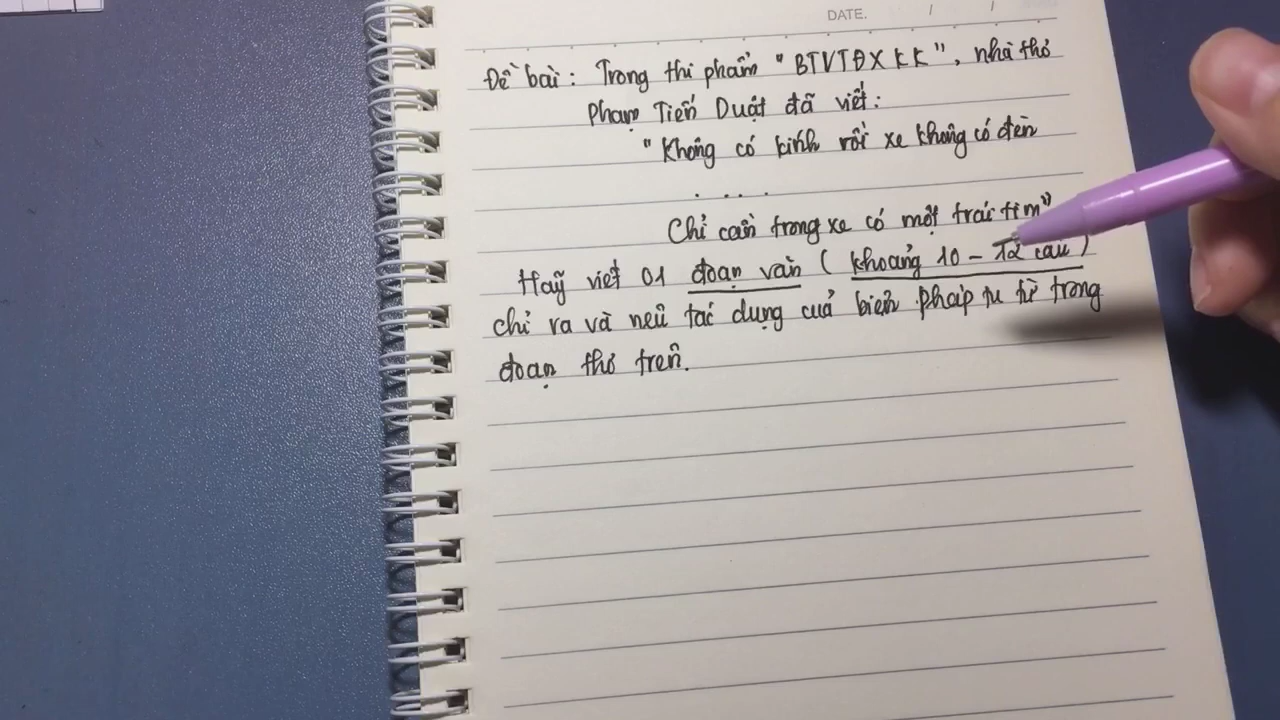 DATE. / /
Đề bài: Trong thi phẩm "BTVTĐXKK", nhà thơ
Phạm Tiến Duật đã viết:
"Không có kính rồi xe không có đèn
. . . .
Chỉ cần trong xe có một trái tim"
Hãy viết 01 đoạn văn (khoảng 10 - 12 câu)
chỉ ra và nêu tác dụng của biện pháp tu từ trong
đoạn thơ trên.